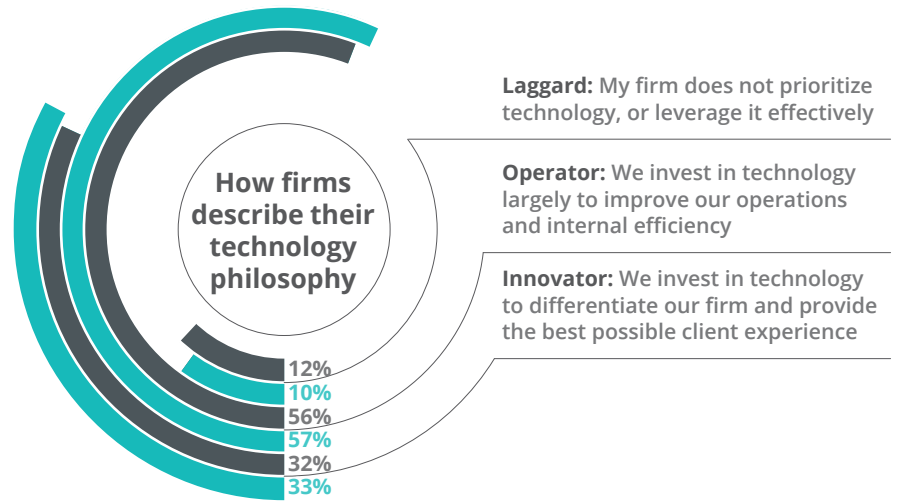 How firms
describe their
technology
philosophy
Laggard: My firm does not prioritize
technology, or leverage it effectively
Operator: We invest in technology
largely to improve our operations
and internal efficiency
Innovator: We invest in technology
to differentiate our firm and provide
the best possible client experience
12%
10%
56%
57%
32%
33%